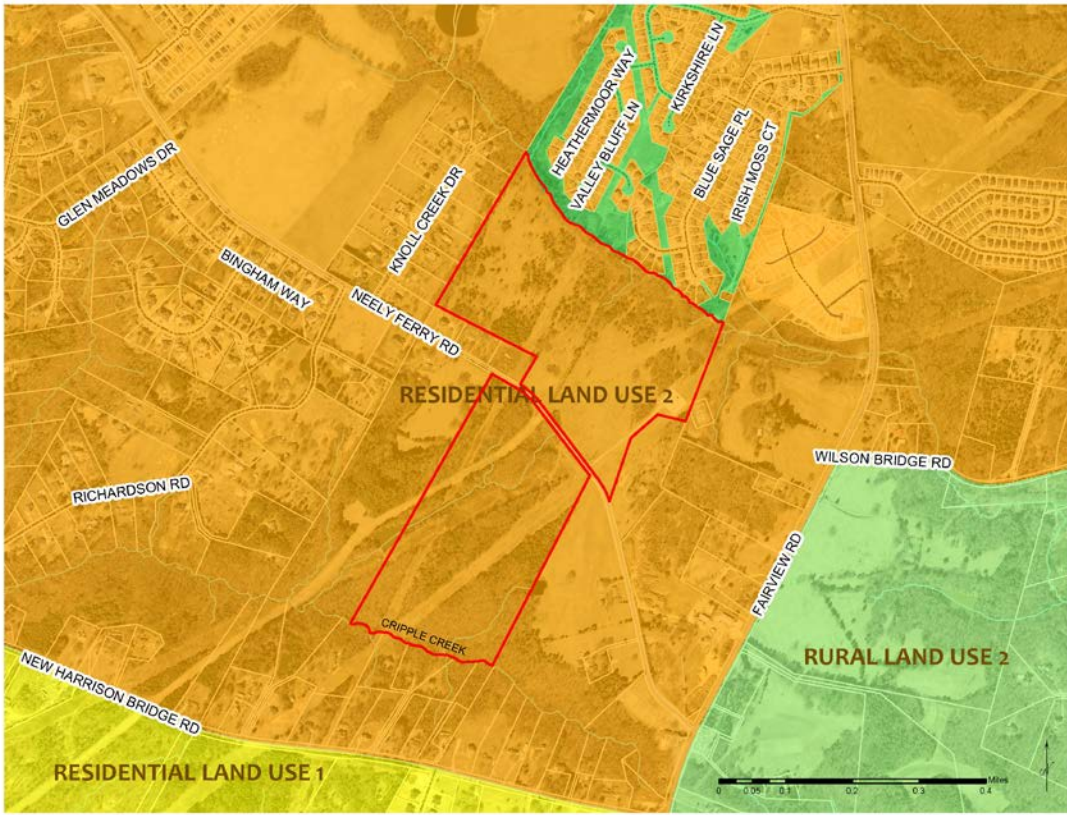 HEATHERMOOR WAY
VALLEY BLUFF LN
KIRKSHIRE LN
BLUE SAGE PL
IRISH MOSS CT
GLEN MEADOWS DR
KNOLL CREEK DR
BINGHAM WAY
NEELY FERRY RD
RESIDENTIAL LAND USE 2
WILSON BRIDGE RD
RICHARDSON RD
FAIRVIEW RD
CRIPPLE CREEK
RURAL LAND USE 2
NEW HARRISON BRIDGE RD
RESIDENTIAL LAND USE 1
Miles
0 0.05 0.1 0.2 0.3 0.4